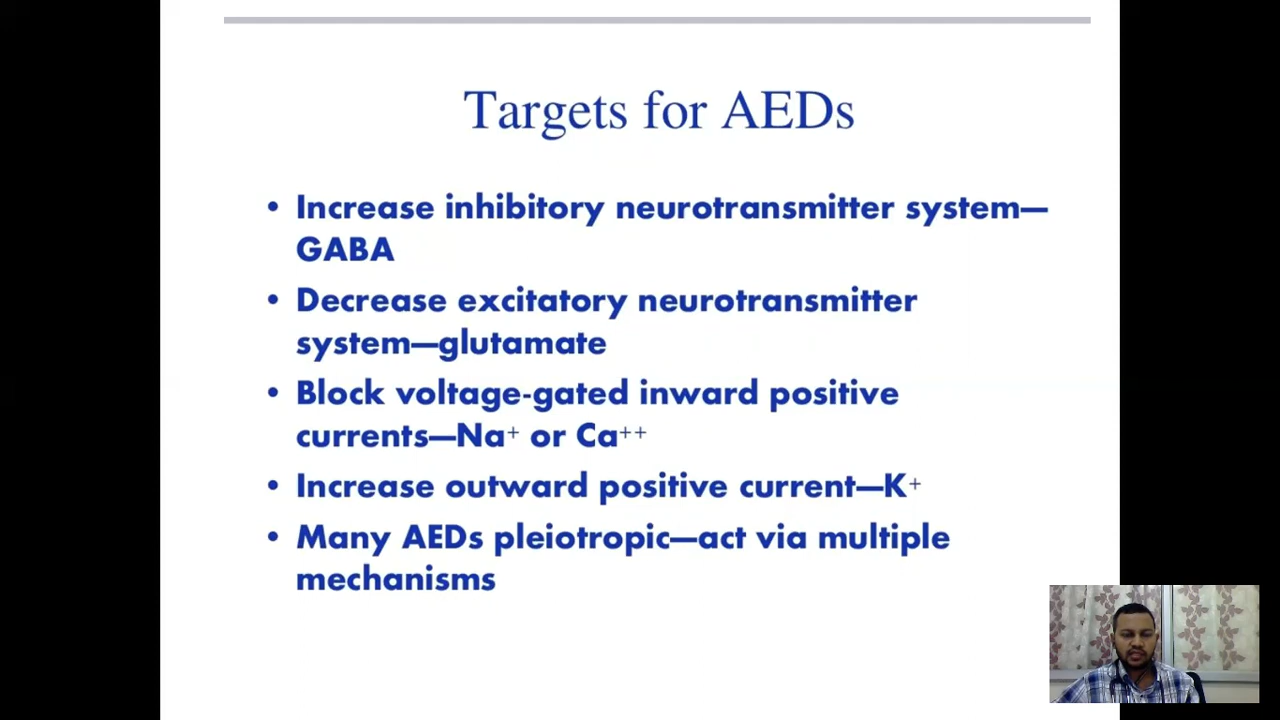 Targets for AEDs
• Increase inhibitory neurotransmitter system—
GABA
• Decrease excitatory neurotransmitter
system—glutamate
• Block voltage-gated inward positive
currents—Na⁺ or Ca⁺⁺
• Increase outward positive current—K⁺
• Many AEDs pleiotropic—act via multiple
mechanisms